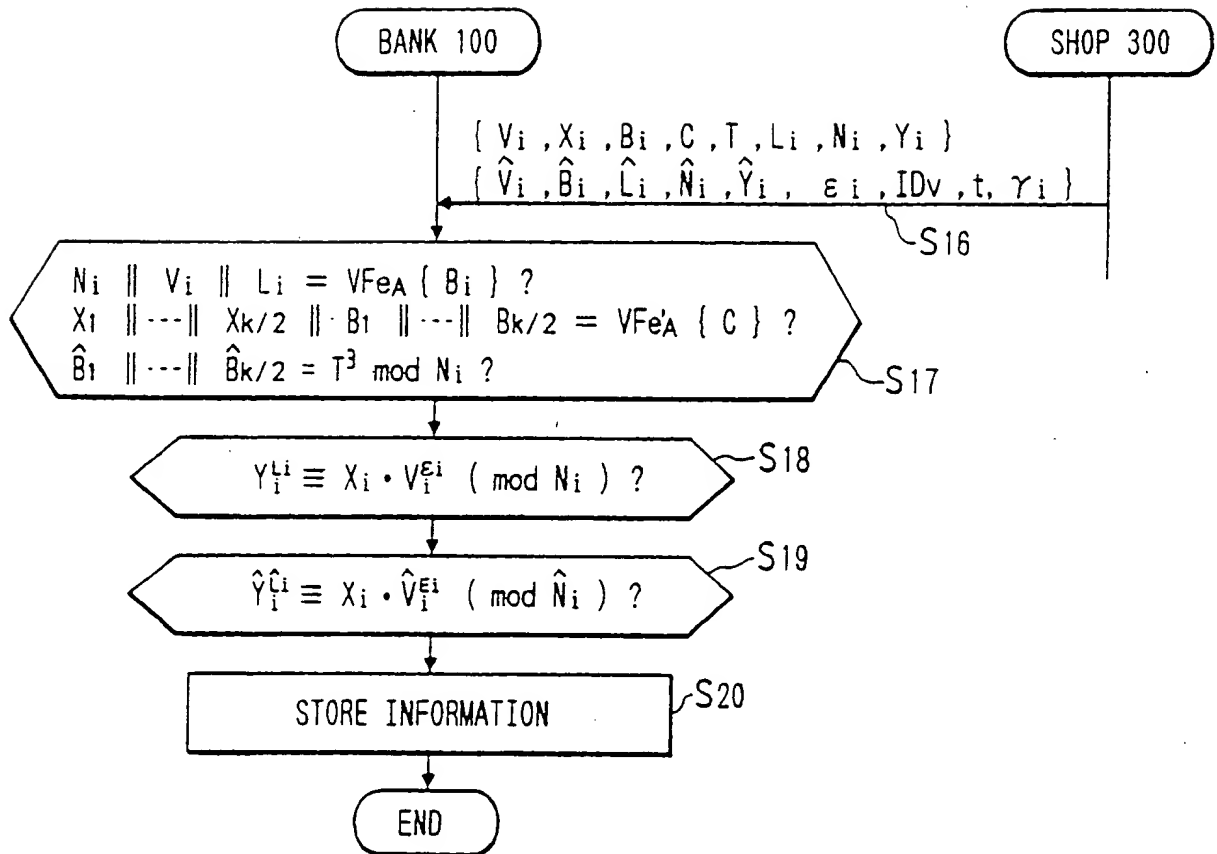 BANK 100
SHOP 300
{ Vi , Xi , Bi , C , T , Li , Ni , Yi }
{ V̂i , B̂i , L̂i , N̂i , Ŷi , εi , IDv , t, γi }
S16
Ni ‖ Vi ‖ Li = VFeA { Bi } ?
X1 ‖ ---‖ Xk/2 ‖ B1 ‖ ---‖ Bk/2 = VFe'A { C } ?
B̂1 ‖ ---‖ B̂k/2 = T³ mod Ni ?
S17
Yi^Li ≡ Xi · Vi^εi ( mod Ni ) ?
S18
Ŷi^L̂i ≡ Xi · V̂i^εi ( mod N̂i ) ?
S19
STORE INFORMATION
S20
END